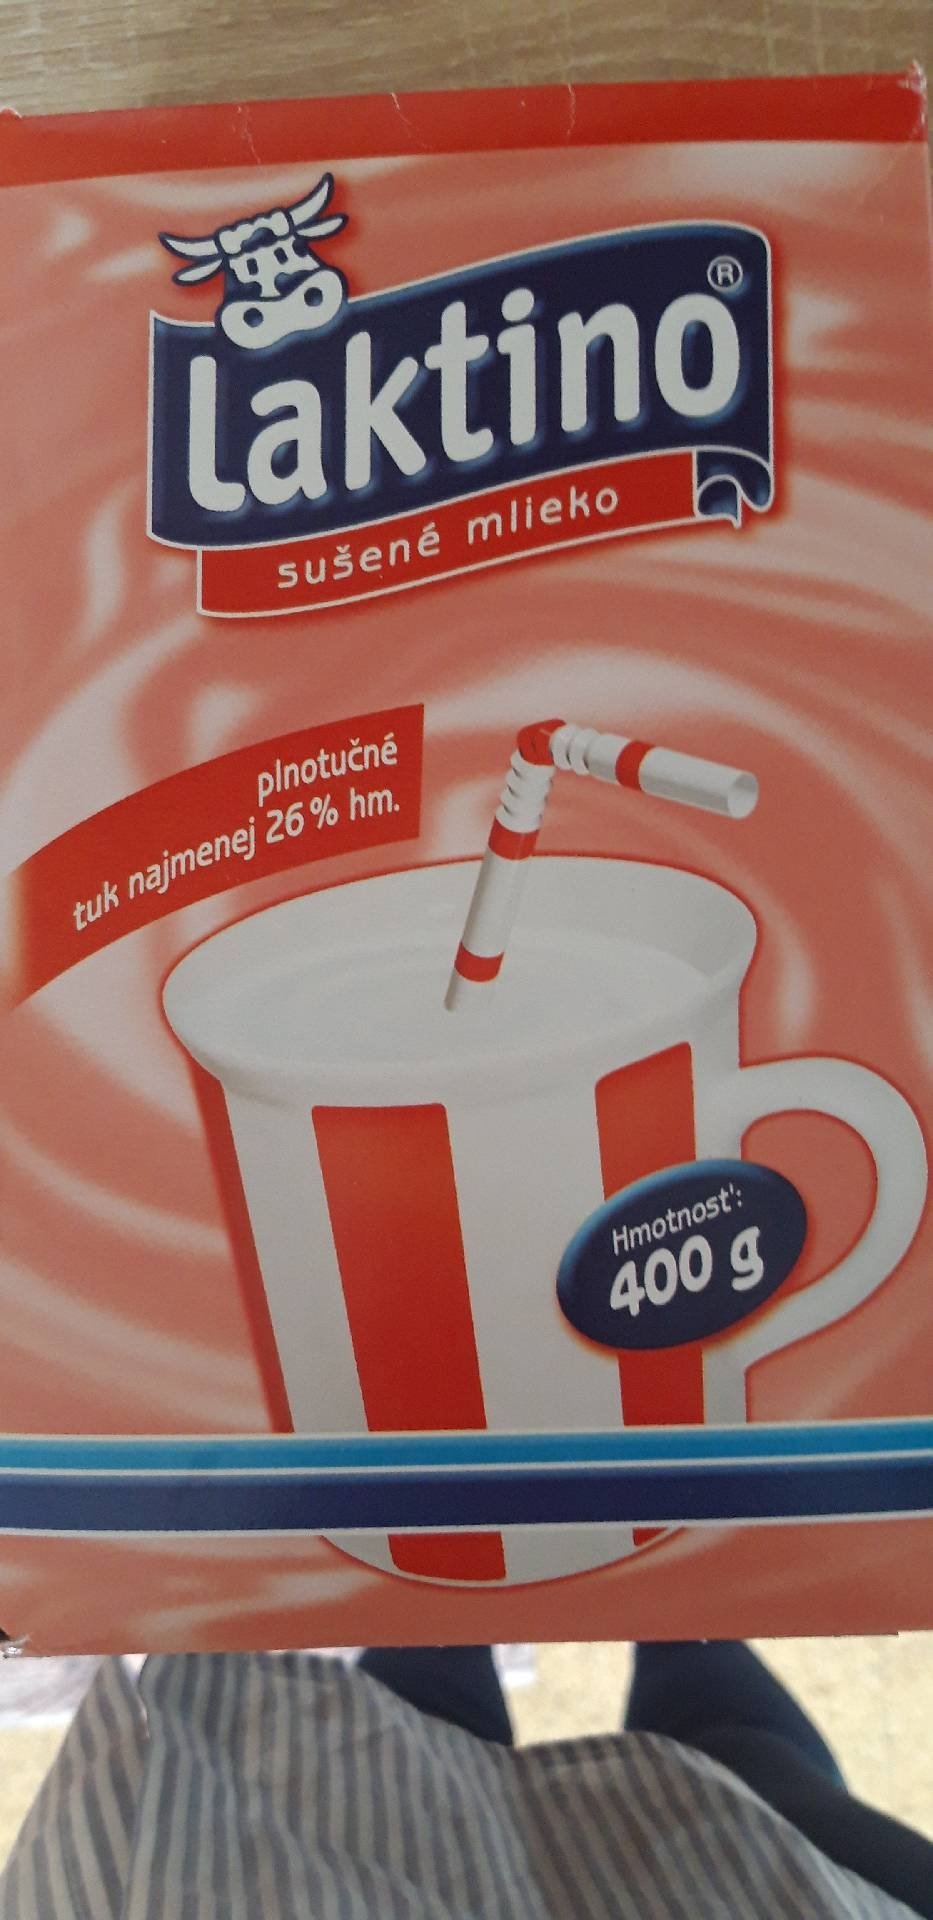 laktino®
sušené mlieko
plnotučné
tuk najmenej 26% hm.
Hmotnosť:
400 g